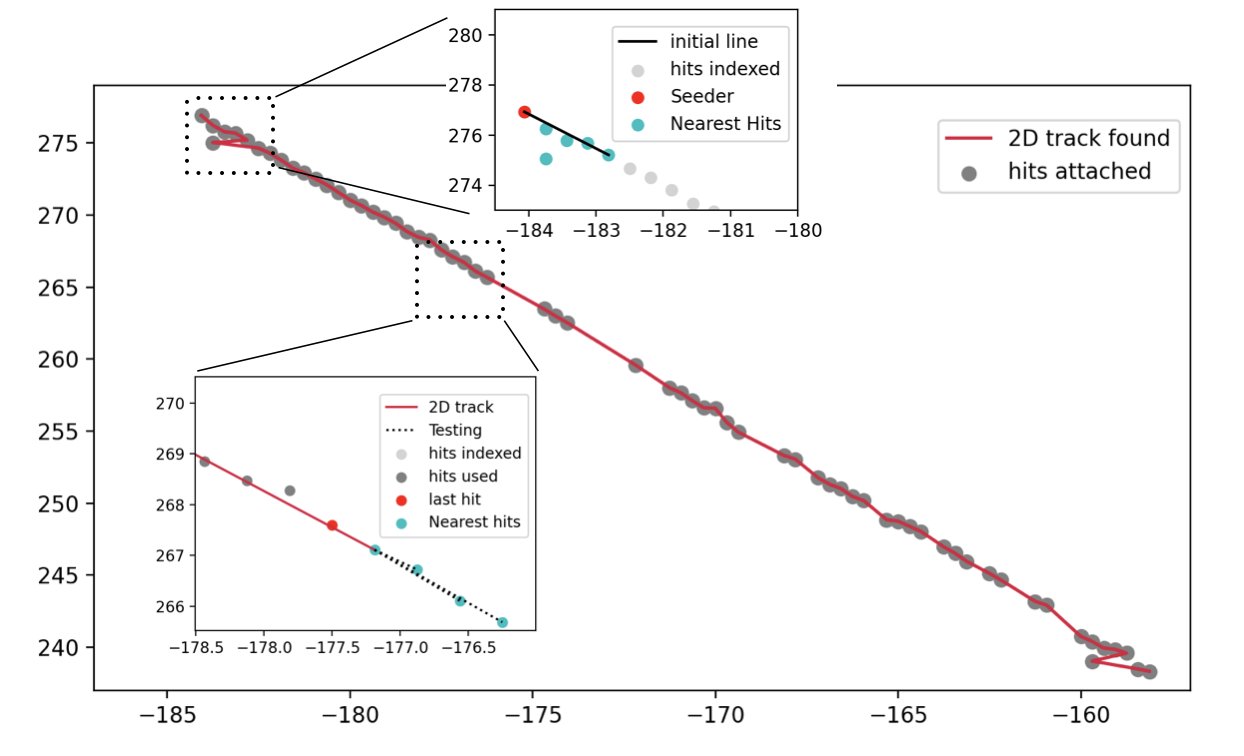 280
278
276
274
−184
−183
−182
−181
−180
initial line
hits indexed
Seeder
Nearest Hits
275
270
265
260
255
250
245
240
−185
−180
−175
−170
−165
−160
2D track found
hits attached
270
269
268
267
266
−178.5
−178.0
−177.5
−177.0
−176.5
2D track
Testing
hits indexed
hits used
last hit
Nearest hits